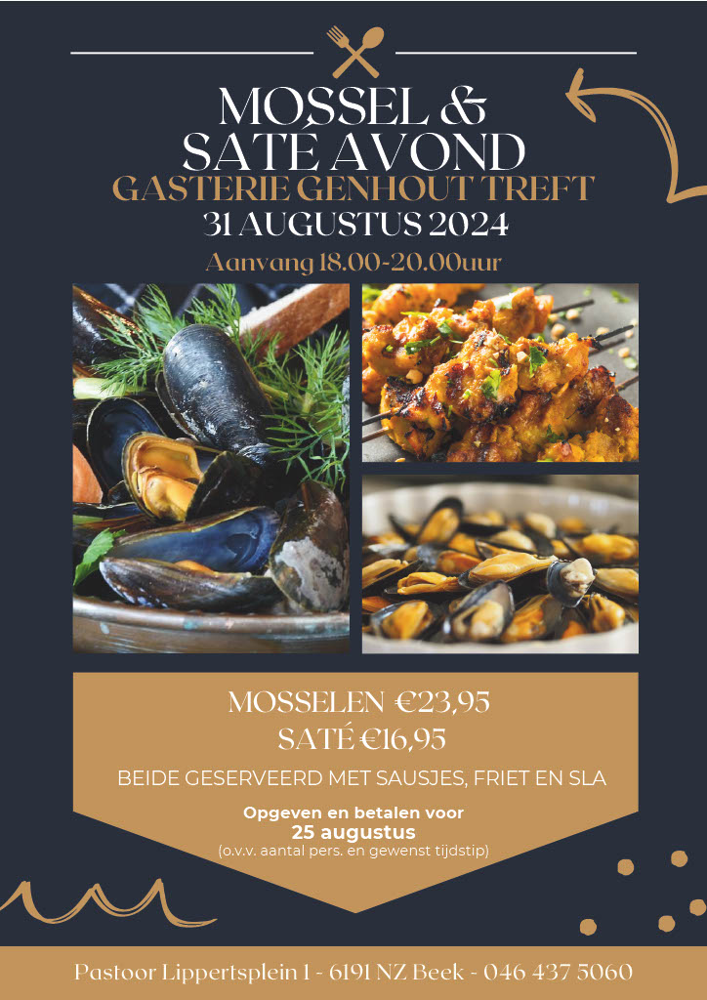 MOSSEL &
SATÉ AVOND
GASTERIE GENHOUT TREFT
31 AUGUSTUS 2024
Aanvang 18.00-20.00uur
MOSSELEN €23,95
SATÉ €16,95
BEIDE GESERVEERD MET SAUSJES, FRIET EN SLA
Opgeven en betalen voor
25 augustus
(o.v.v. aantal pers. en gewenst tijdstip)
Pastoor Lippertsplein 1 - 6191 NZ Beek - 046 437 5060